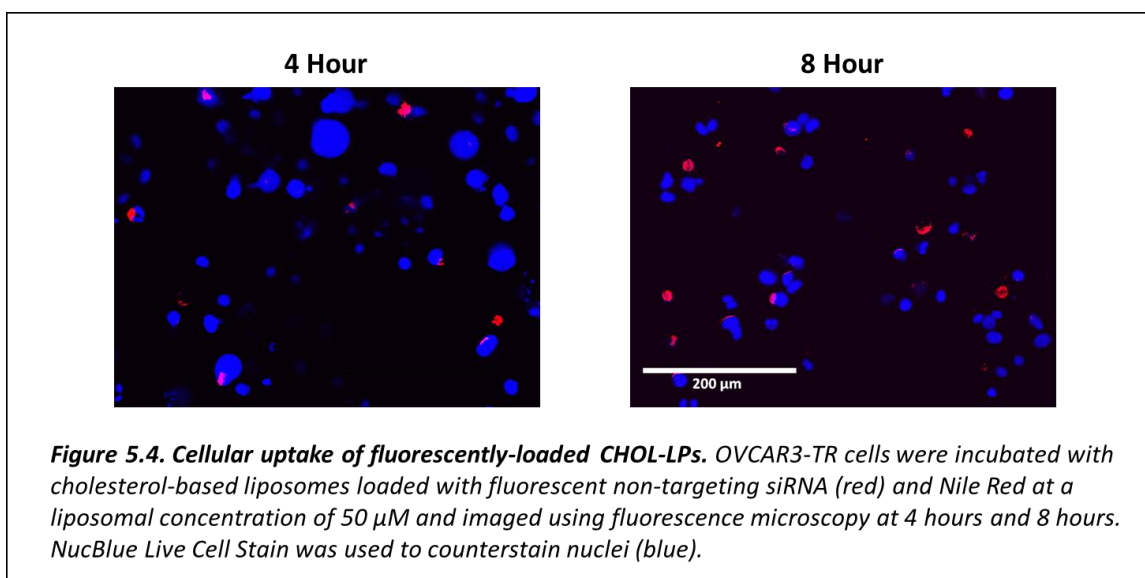 4 Hour
8 Hour
200 μm
Figure 5.4. Cellular uptake of fluorescently-loaded CHOL-LPs. OVCAR3-TR cells were incubated with
cholesterol-based liposomes loaded with fluorescent non-targeting siRNA (red) and Nile Red at a
liposomal concentration of 50 μM and imaged using fluorescence microscopy at 4 hours and 8 hours.
NucBlue Live Cell Stain was used to counterstain nuclei (blue).